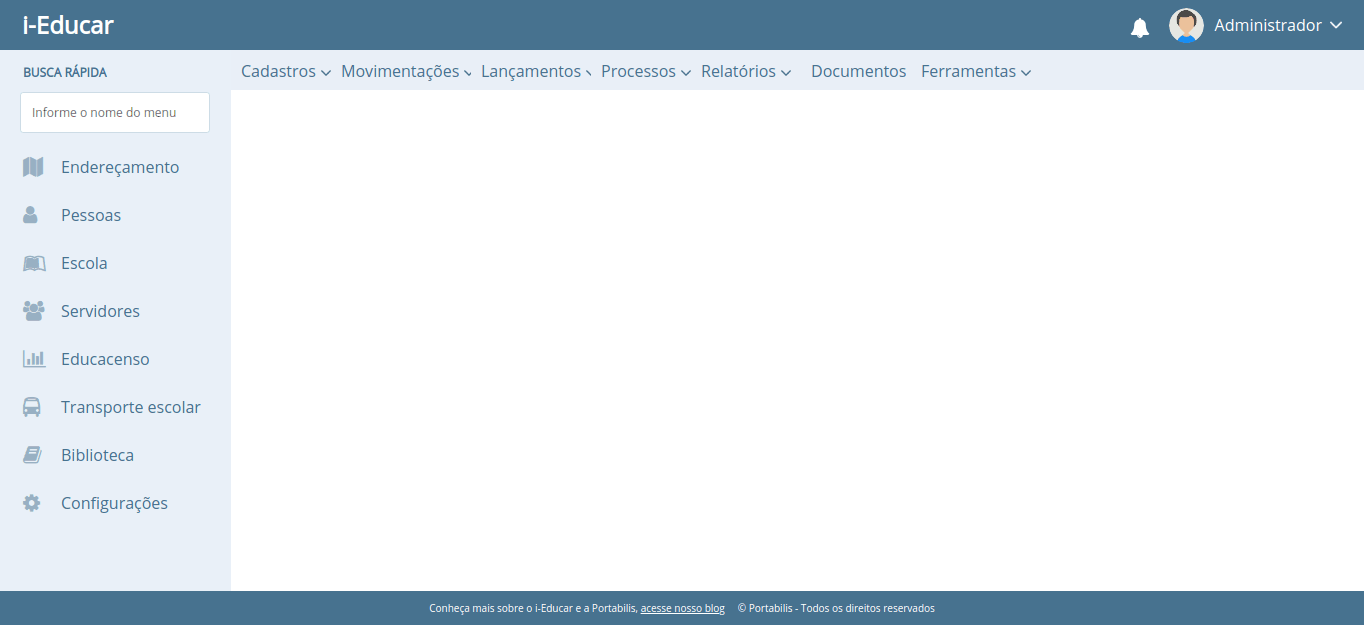 i-Educar
Administrador
BUSCA RÁPIDA
Cadastros Movimentações Lançamentos Processos Relatórios Documentos Ferramentas
Informe o nome do menu
Endereçamento
Pessoas
Escola
Servidores
Educacenso
Transporte escolar
Biblioteca
Configurações
Conheça mais sobre o i-Educar e a Portabilis, acesse nosso blog © Portabilis - Todos os direitos reservados